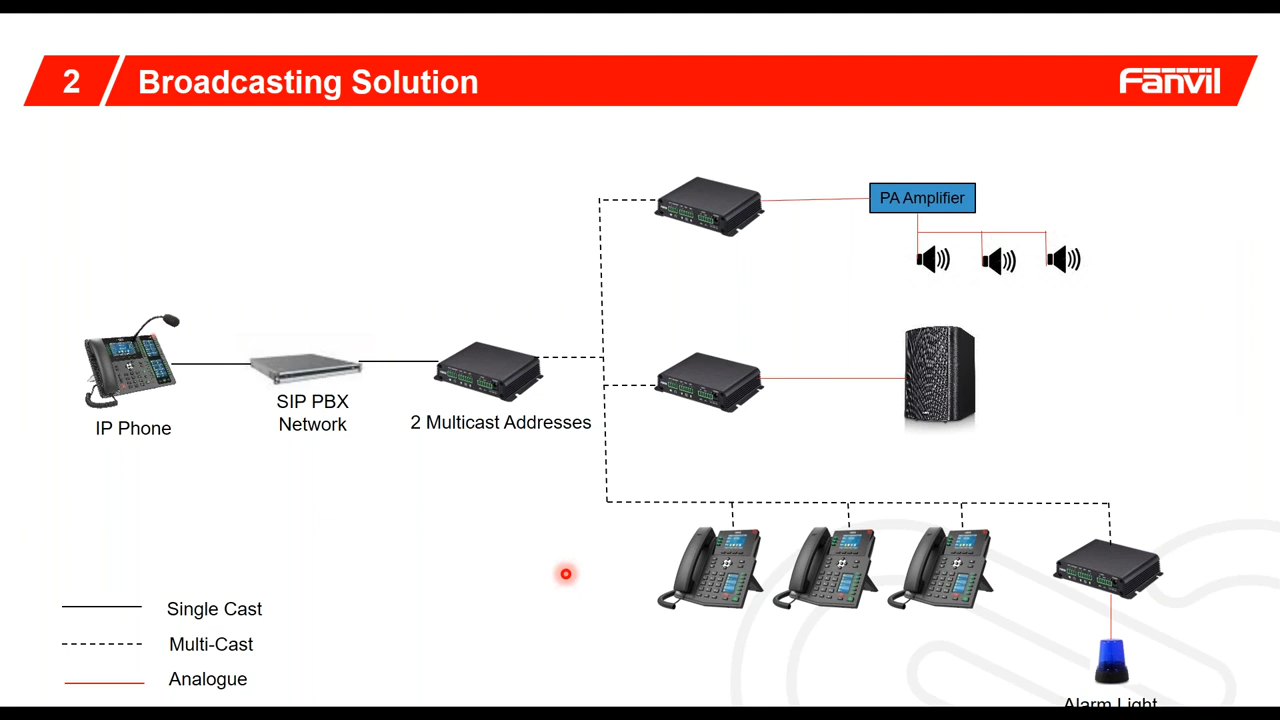 2
Broadcasting Solution
Fanvil
PA Amplifier
IP Phone
SIP PBX
Network
2 Multicast Addresses
Single Cast
Multi-Cast
Analogue
Alarm Light